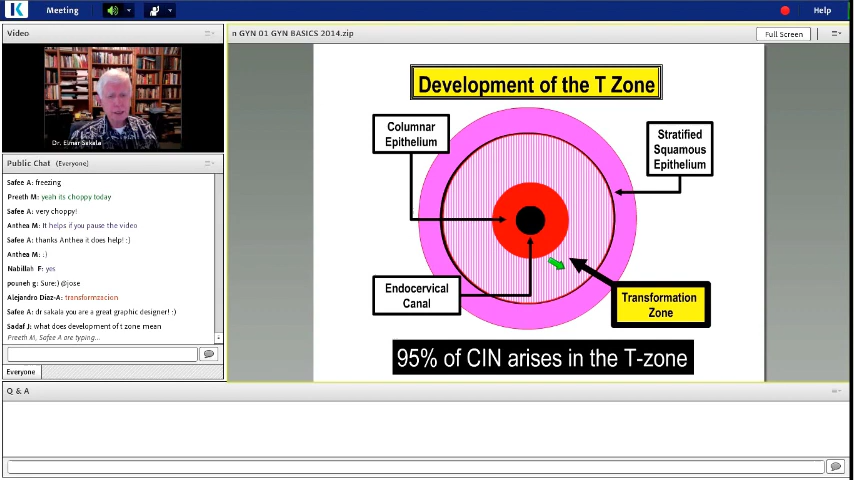 K
Meeting
Help
Video
n GYN 01 GYN BASICS 2014.zip
Full Screen
Dr. Elmar Sakala
Public Chat (Everyone)
Safee A: freezing
Preeth M: yeah its choppy today
Safee A: very choppy!
Anthea M: It helps if you pause the video
Safee A: thanks Anthea it does help! :)
Anthea M: :)
Nabillah F: yes
pouneh g: Sure:) @jose
Alejandro Diaz-A: transformzacion
Safee A: dr sakala you are a great graphic designer! :)
Sadaf J: what does development of t zone mean
Preeth M, Safee A are typing...
Everyone
Development of the T Zone
Columnar
Epithelium
Stratified
Squamous
Epithelium
Endocervical
Canal
Transformation
Zone
95% of CIN arises in the T-zone
Q & A